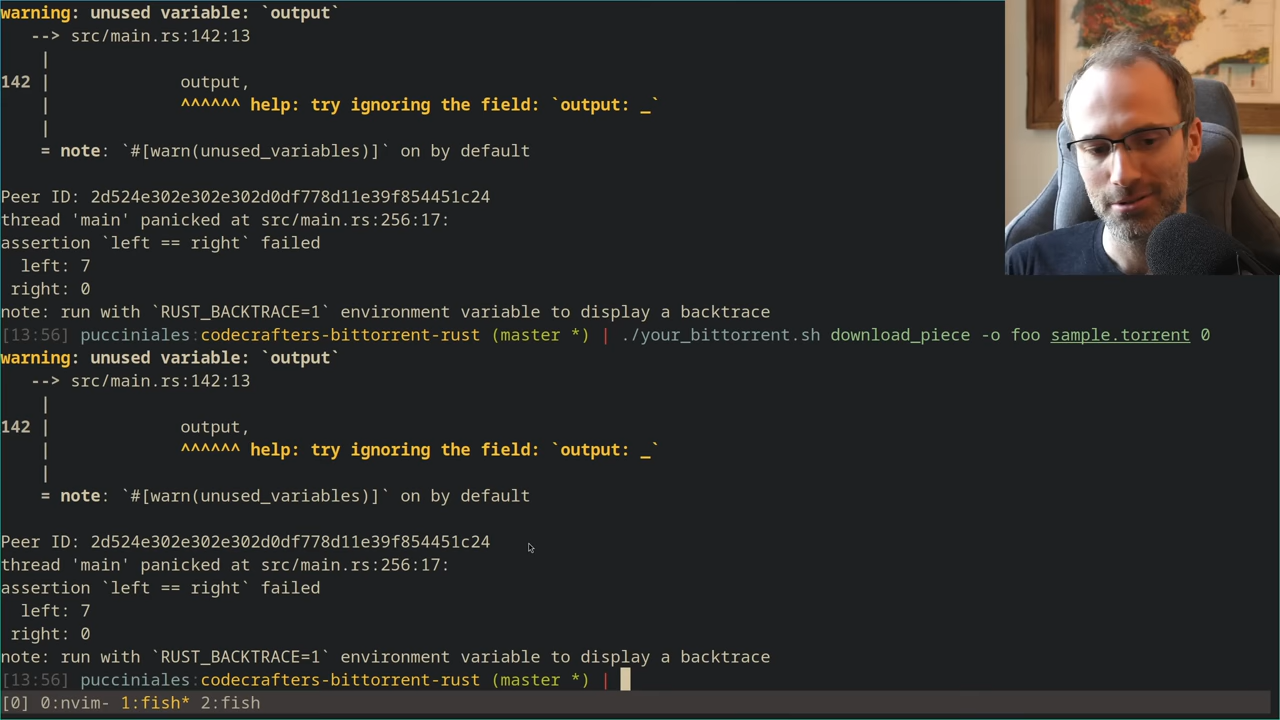 warning: unused variable: `output`
--> src/main.rs:142:13
|
142 | output,
| ^^^^^^ help: try ignoring the field: `output: _`
|
= note: `#[warn(unused_variables)]` on by default
Peer ID: 2d524e302e302e302d0df778d11e39f854451c24
thread 'main' panicked at src/main.rs:256:17:
assertion `left == right` failed
left: 7
right: 0
note: run with `RUST_BACKTRACE=1` environment variable to display a backtrace
[13:56] pucciniales:codecrafters-bittorrent-rust (master *) | ./your_bittorrent.sh download_piece -o foo sample.torrent 0
warning: unused variable: `output`
--> src/main.rs:142:13
|
142 | output,
| ^^^^^^ help: try ignoring the field: `output: _`
|
= note: `#[warn(unused_variables)]` on by default
Peer ID: 2d524e302e302e302d0df778d11e39f854451c24
thread 'main' panicked at src/main.rs:256:17:
assertion `left == right` failed
left: 7
right: 0
note: run with `RUST_BACKTRACE=1` environment variable to display a backtrace
[13:56] pucciniales:codecrafters-bittorrent-rust (master *) |
[0] 0:nvim- 1:fish* 2:fish